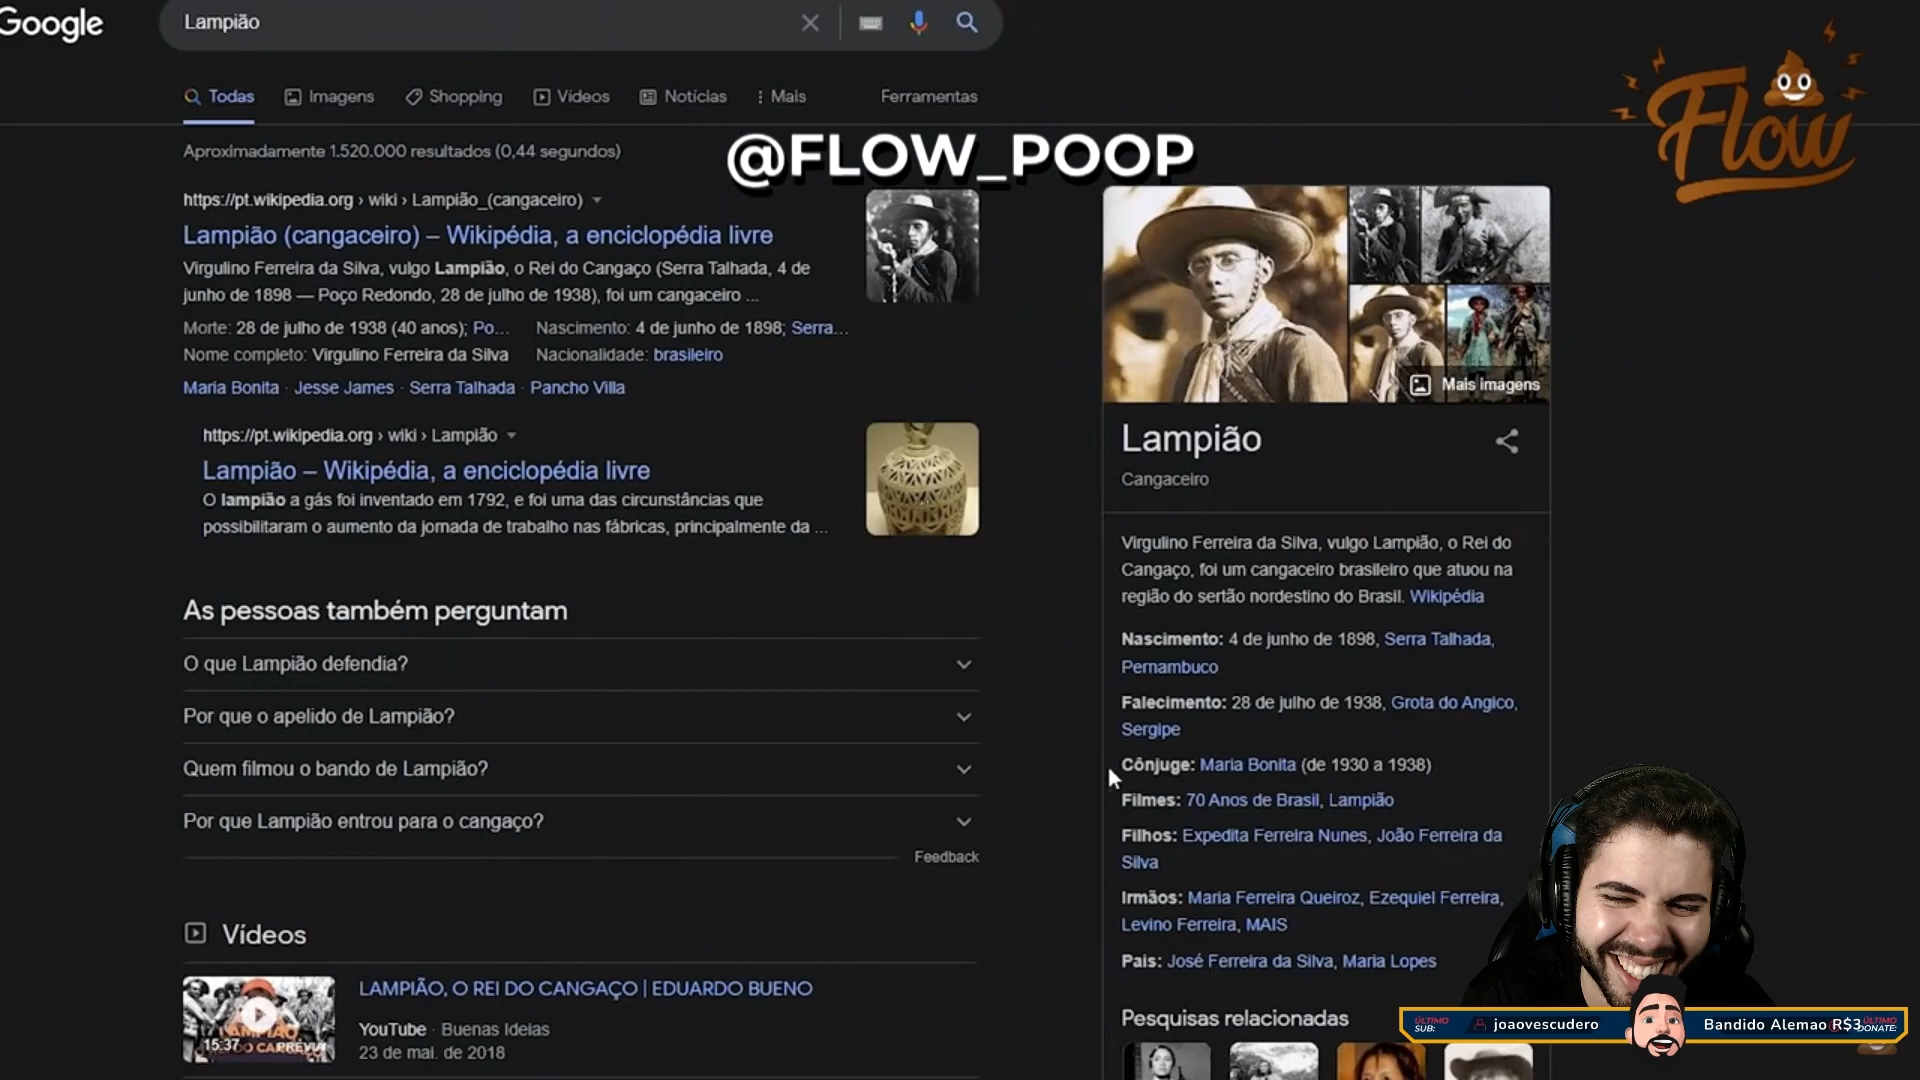 Google
Lampião
Todas
Imagens
Shopping
Vídeos
Notícias
Mais
Ferramentas
Flow
Aproximadamente 1.520.000 resultados (0,44 segundos)
@FLOW_POOP
https://pt.wikipedia.org › wiki › Lampião_(cangaceiro)
Lampião (cangaceiro) – Wikipédia, a enciclopédia livre
Virgulino Ferreira da Silva, vulgo Lampião, o Rei do Cangaço (Serra Talhada, 4 de
junho de 1898 — Poço Redondo, 28 de julho de 1938), foi um cangaceiro ...
Morte: 28 de julho de 1938 (40 anos); Po... Nascimento: 4 de junho de 1898; Serra...
Nome completo: Virgulino Ferreira da Silva Nacionalidade: brasileiro
Maria Bonita · Jesse James · Serra Talhada · Pancho Villa
https://pt.wikipedia.org › wiki › Lampião
Lampião – Wikipédia, a enciclopédia livre
O lampião a gás foi inventado em 1792, e foi uma das circunstâncias que
possibilitaram o aumento da jornada de trabalho nas fábricas, principalmente da ...
As pessoas também perguntam
O que Lampião defendia?
Por que o apelido de Lampião?
Quem filmou o bando de Lampião?
Por que Lampião entrou para o cangaço?
Feedback
Vídeos
LAMPIÃO
DO CANGAÇO
15:37
PRÉVIA
LAMPIÃO, O REI DO CANGAÇO | EDUARDO BUENO
YouTube · Buenas Ideias
23 de mai. de 2018
Mais imagens
Lampião
Cangaceiro
Virgulino Ferreira da Silva, vulgo Lampião, o Rei do
Cangaço, foi um cangaceiro brasileiro que atuou na
região do sertão nordestino do Brasil. Wikipédia
Nascimento: 4 de junho de 1898, Serra Talhada,
Pernambuco
Falecimento: 28 de julho de 1938, Grota do Angico,
Sergipe
Cônjuge: Maria Bonita (de 1930 a 1938)
Filmes: 70 Anos de Brasil, Lampião
Filhos: Expedita Ferreira Nunes, João Ferreira da
Silva
Irmãos: Maria Ferreira Queiroz, Ezequiel Ferreira,
Levino Ferreira, MAIS
Pais: José Ferreira da Silva, Maria Lopes
Pesquisas relacionadas
ÚLTIMO
SUB:
joaovescudero
Bandido Alemao R$3
ÚLTIMO
DONATE: